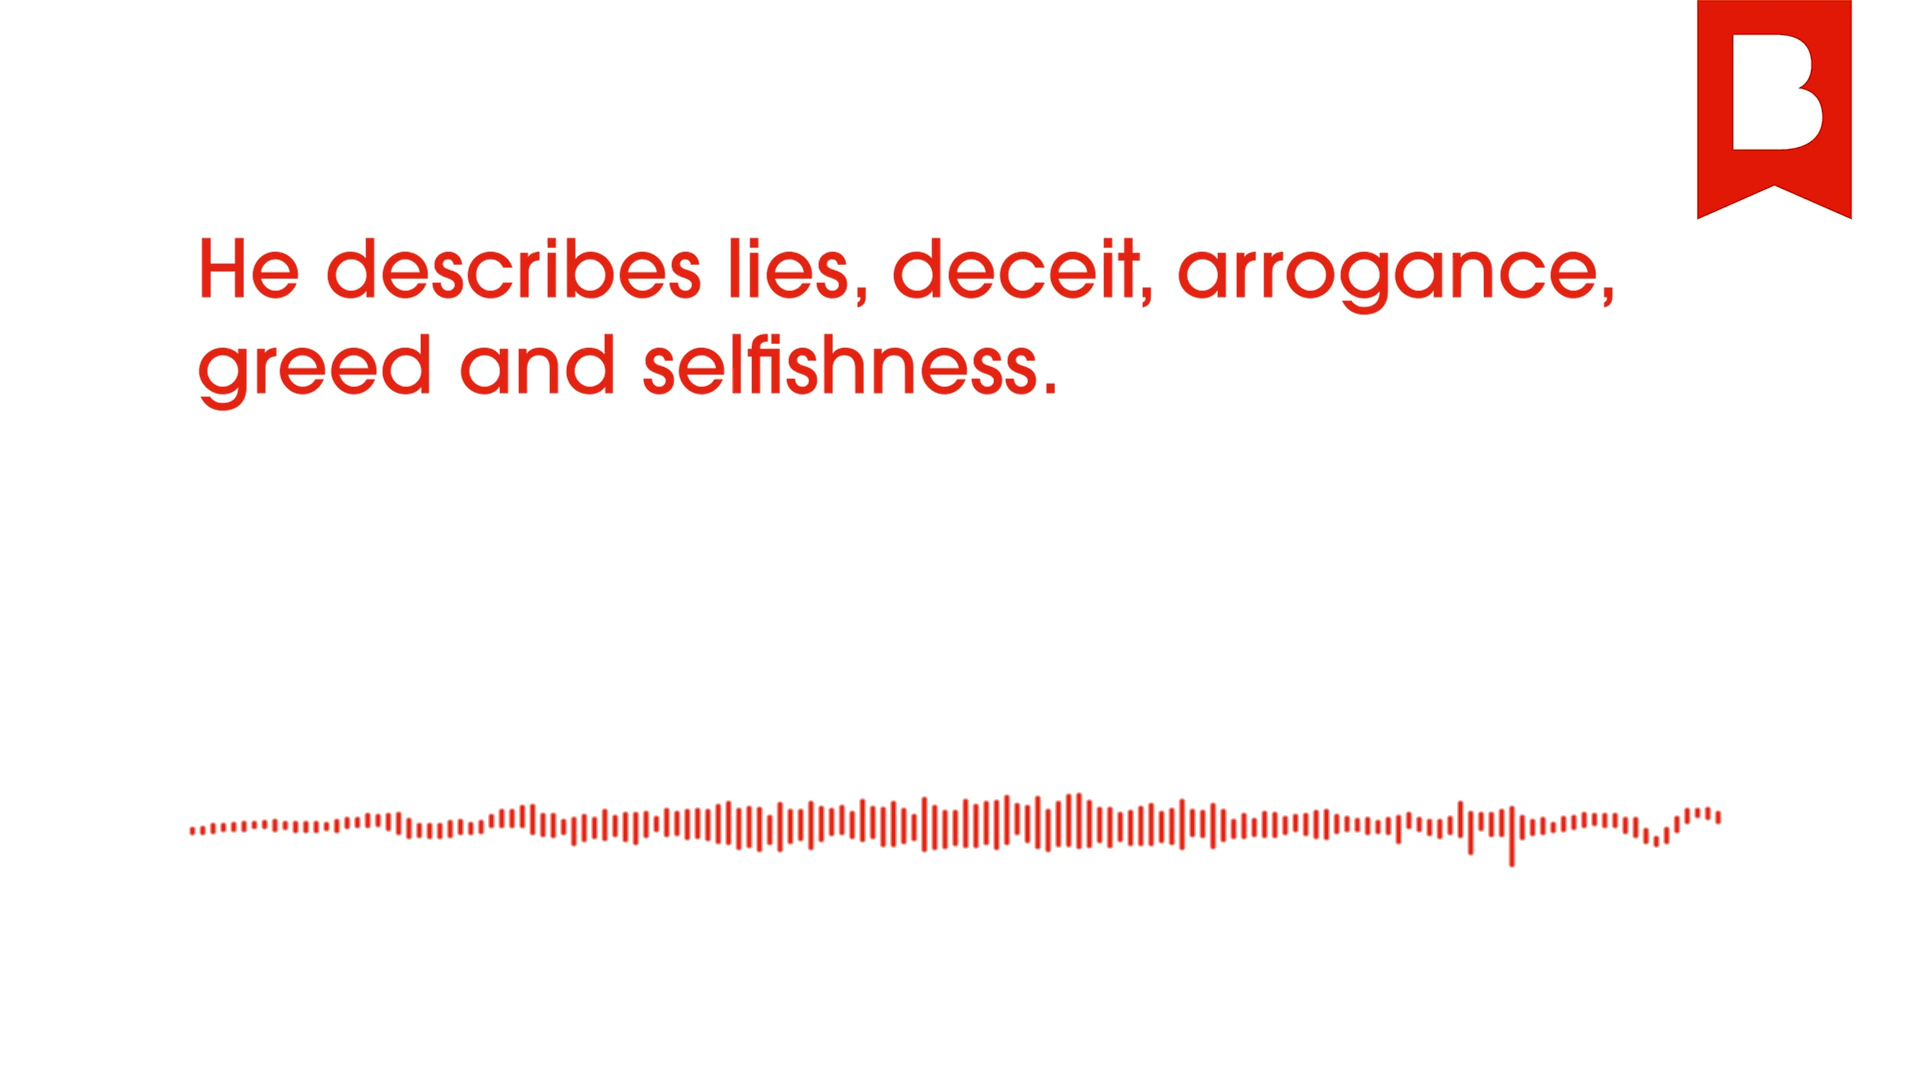 B
He describes lies, deceit, arrogance,
greed and selfishness.